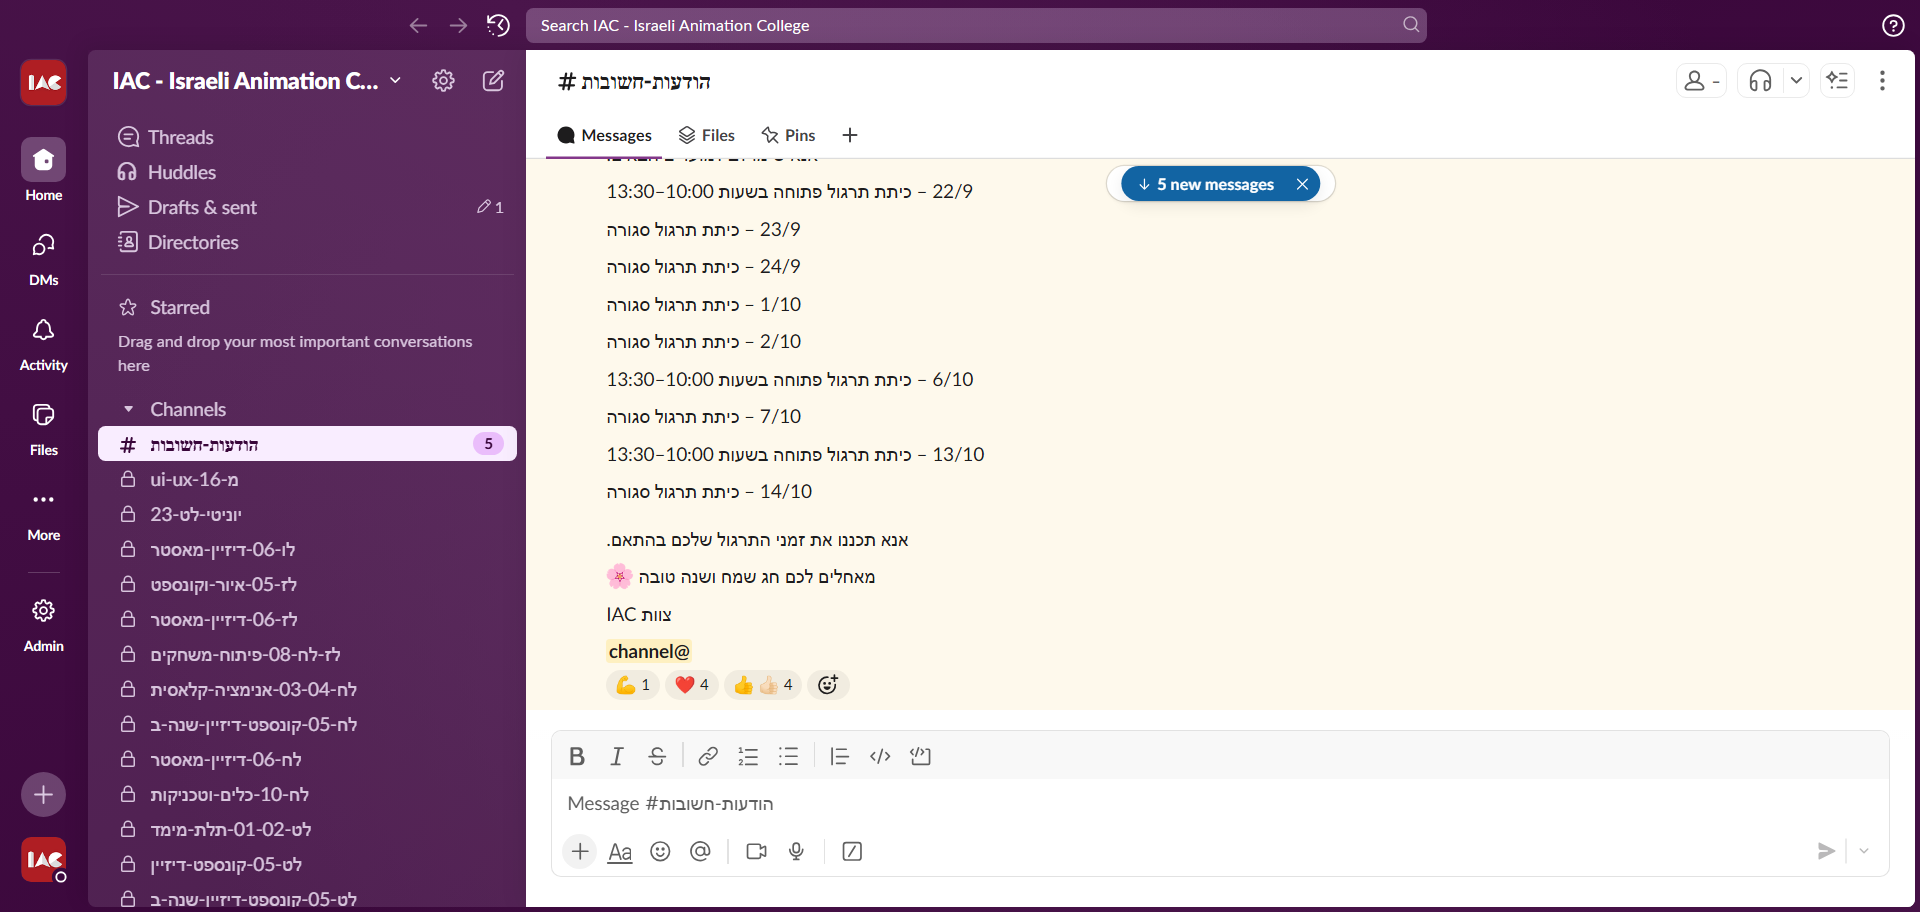 Search IAC - Israeli Animation College
IAC
Home
DMs
Activity
Files
More
Admin
IAC
IAC - Israeli Animation C...
Threads
Huddles
Drafts & sent
1
Directories
Starred
Drag and drop your most important conversations
here
Channels
# הודעות-חשובות
5
מ-16-ui-ux
יוניטי-לט-23
לו-06-דיזיין-מאסטר
לז-05-איור-וקונספט
לז-06-דיזיין-מאסטר
לז-לח-08-פיתוח-משחקים
לח-03-04-אנימציה-קלאסית
לח-05-קונספט-דיזיין-שנה-ב
לח-06-דיזיין-מאסטר
לח-10-כלים-וטכניקות
לט-01-02-תלת-מימד
לט-05-קונספט-דיזיין
לט-05-קונספט-דיזיין-שנה-ב
# הודעות-חשובות
Messages
Files
Pins
5 new messages
22/9 – כיתת תרגול פתוחה בשעות 10:00–13:30
23/9 – כיתת תרגול סגורה
24/9 – כיתת תרגול סגורה
1/10 – כיתת תרגול סגורה
2/10 – כיתת תרגול סגורה
6/10 – כיתת תרגול פתוחה בשעות 10:00–13:30
7/10 – כיתת תרגול סגורה
13/10 – כיתת תרגול פתוחה בשעות 10:00–13:30
14/10 – כיתת תרגול סגורה
אנא תכננו את זמני התרגול שלכם בהתאם.
מאחלים לכם חג שמח ושנה טובה 🌸
צוות IAC
@channel
💪 1 ❤️ 4 👍👍🏻 4
Message #הודעות-חשובות
Aa